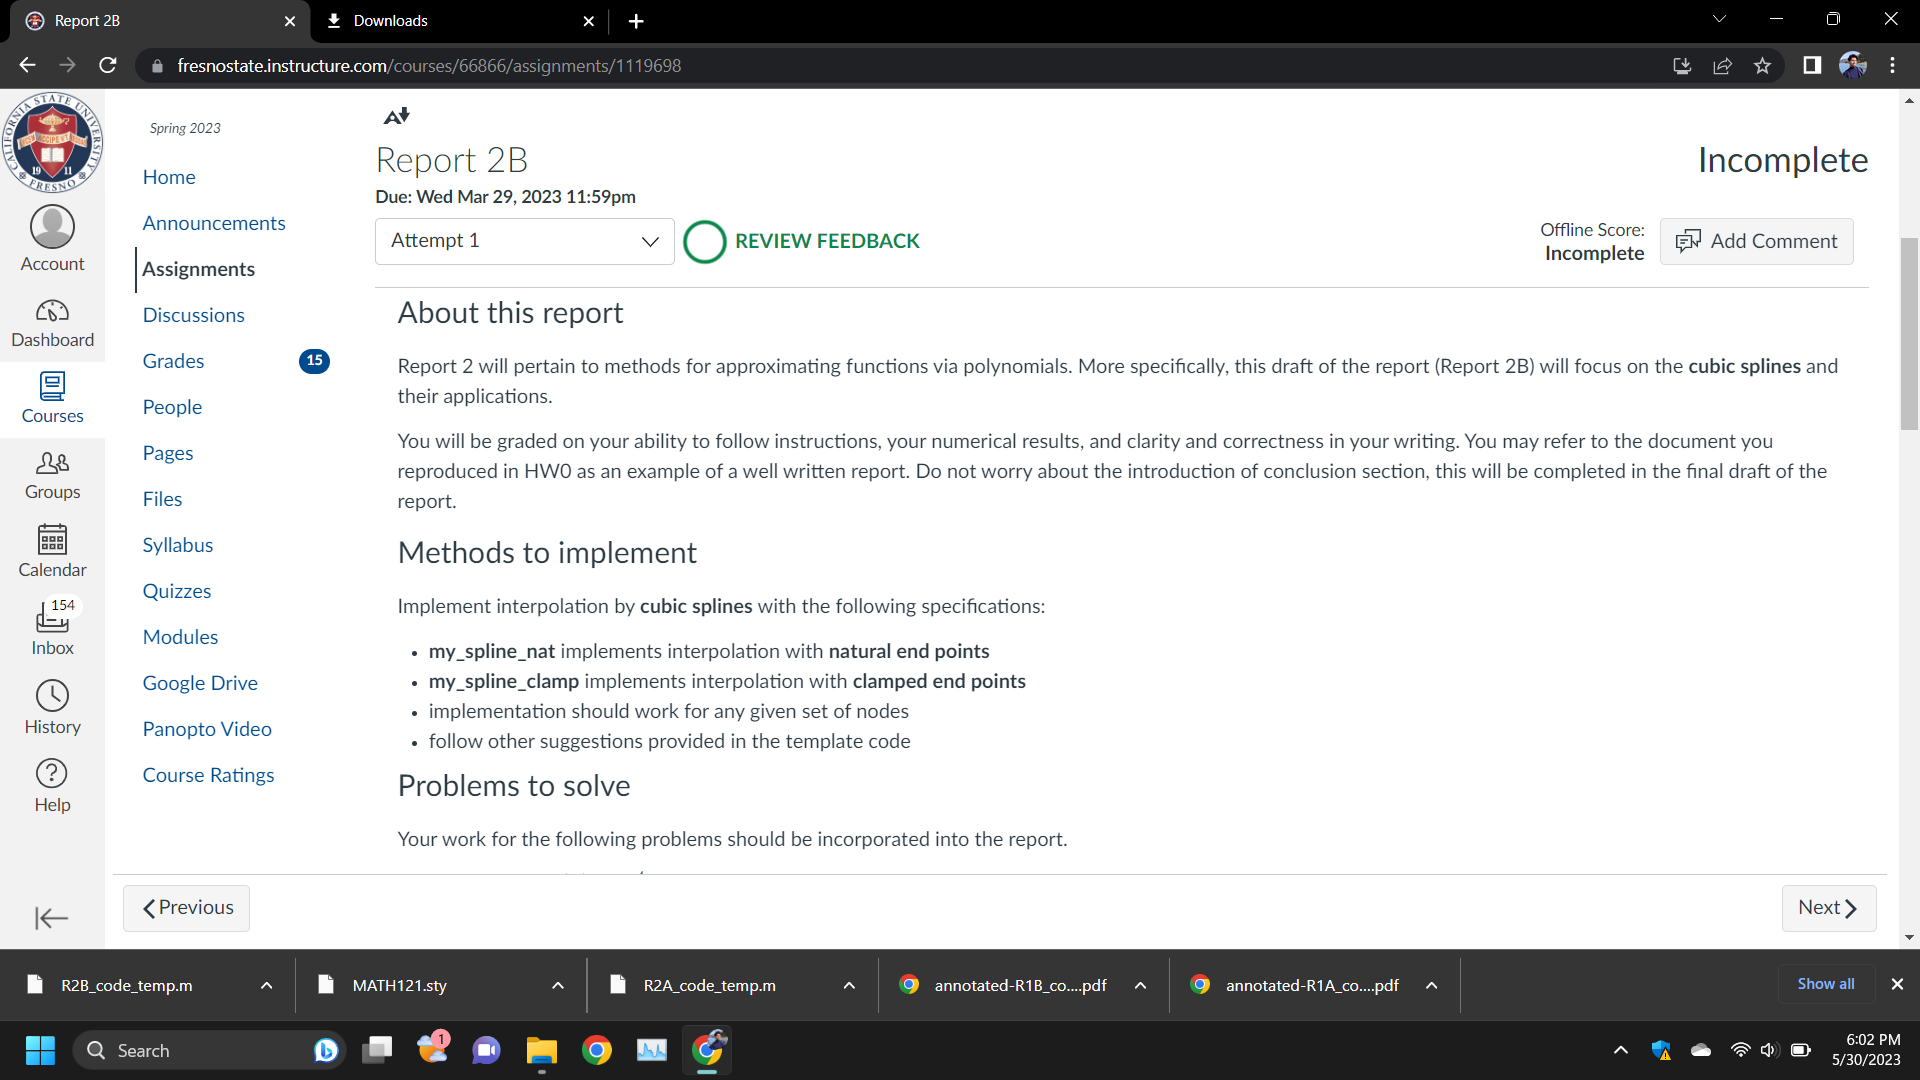 Report 2B
Downloads
fresnostate.instructure.com/courses/66866/assignments/1119698
CALIFORNIA STATE UNIVERSITY
19 11
FRESNO
Account
Dashboard
Courses
Groups
Calendar
154
Inbox
History
Help
Spring 2023
Home
Announcements
Assignments
Discussions
Grades 15
People
Pages
Files
Syllabus
Quizzes
Modules
Google Drive
Panopto Video
Course Ratings
Report 2B
Incomplete
Due: Wed Mar 29, 2023 11:59pm
Attempt 1
REVIEW FEEDBACK
Offline Score:
Incomplete
Add Comment
About this report
Report 2 will pertain to methods for approximating functions via polynomials. More specifically, this draft of the report (Report 2B) will focus on the cubic splines and
their applications.
You will be graded on your ability to follow instructions, your numerical results, and clarity and correctness in your writing. You may refer to the document you
reproduced in HW0 as an example of a well written report. Do not worry about the introduction of conclusion section, this will be completed in the final draft of the
report.
Methods to implement
Implement interpolation by cubic splines with the following specifications:
• my_spline_nat implements interpolation with natural end points
• my_spline_clamp implements interpolation with clamped end points
• implementation should work for any given set of nodes
• follow other suggestions provided in the template code
Problems to solve
Your work for the following problems should be incorporated into the report.
Previous
Next
R2B_code_temp.m
MATH121.sty
R2A_code_temp.m
annotated-R1B_co....pdf
annotated-R1A_co....pdf
Show all
Search
1
6:02 PM
5/30/2023